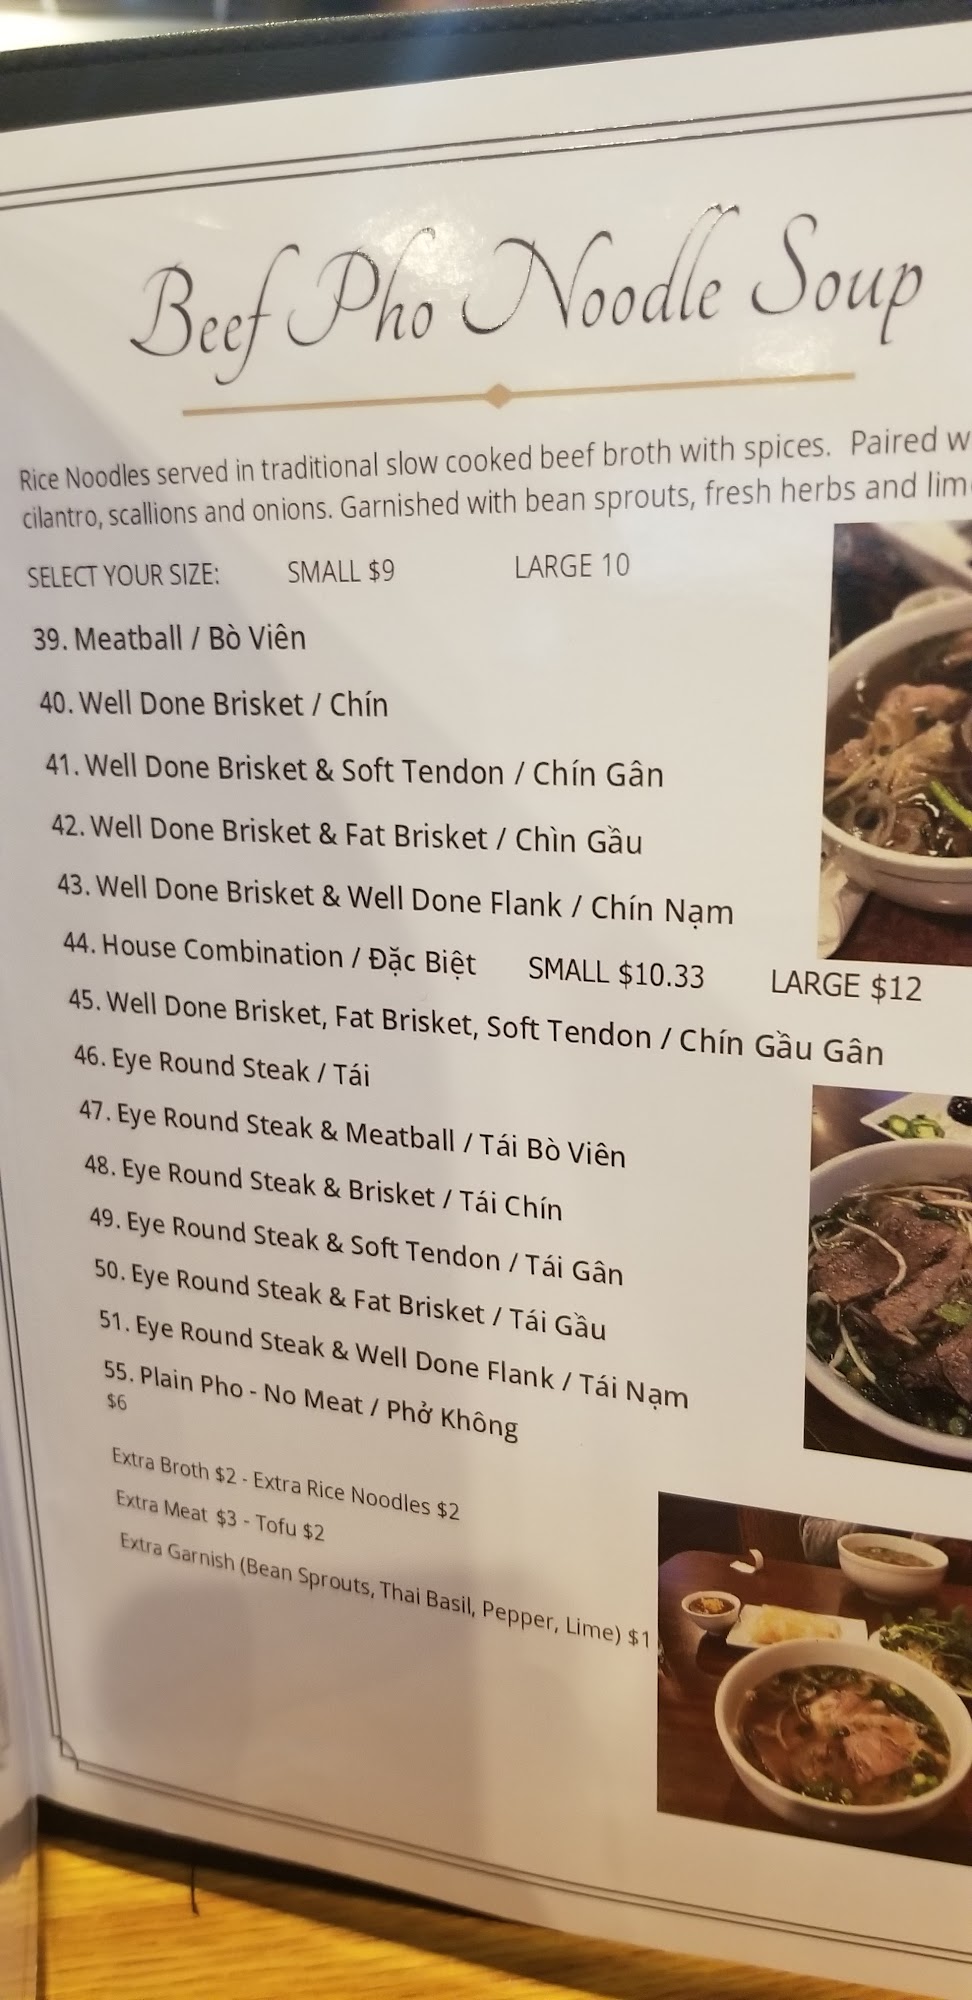 Beef Pho Noodle Soup
Rice Noodles served in traditional slow cooked beef broth with spices. Paired
cilantro, scallions and onions. Garnished with bean sprouts, fresh herbs and
SELECT YOUR SIZE: SMALL $9 LARGE 10
39. Meatball / Bò Viên
40. Well Done Brisket / Chín
41. Well Done Brisket & Soft Tendon / Chín Gân
42. Well Done Brisket & Fat Brisket / Chìn Gầu
43. Well Done Brisket & Well Done Flank / Chín Nạm
44. House Combination / Đặc Biệt SMALL $10.33 LARGE $12
45. Well Done Brisket, Fat Brisket, Soft Tendon / Chín Gầu Gân
46. Eye Round Steak / Tái
47. Eye Round Steak & Meatball / Tái Bò Viên
48. Eye Round Steak & Brisket / Tái Chín
49. Eye Round Steak & Soft Tendon / Tái Gân
50. Eye Round Steak & Fat Brisket / Tái Gầu
51. Eye Round Steak & Well Done Flank / Tái Nạm
55. Plain Pho - No Meat / Phở Không
$6
Extra Broth $2 - Extra Rice Noodles $2
Extra Meat $3 - Tofu $2
Extra Garnish (Bean Sprouts, Thai Basil, Pepper, Lime) $1